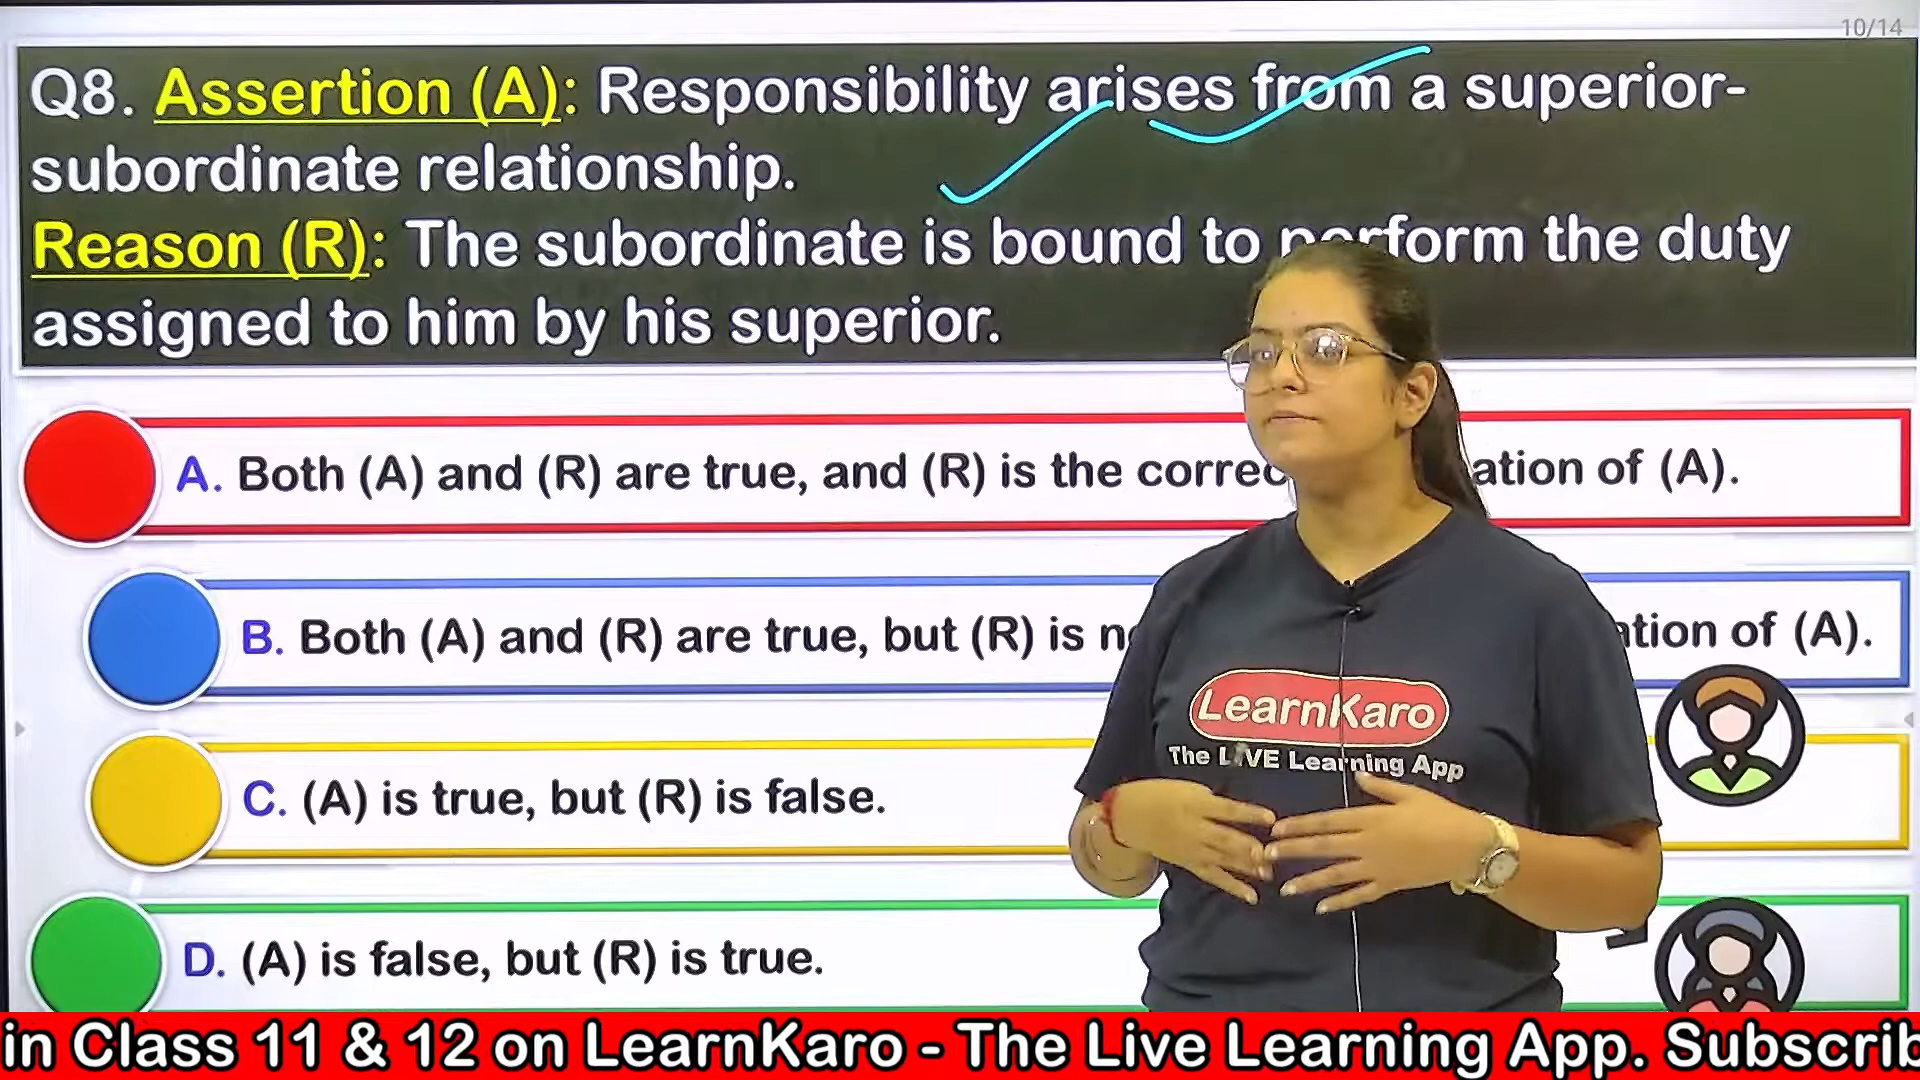 10/14
Q8. Assertion (A): Responsibility arises from a superior-
subordinate relationship.
Reason (R): The subordinate is bound to perform the duty
assigned to him by his superior.
A. Both (A) and (R) are true, and (R) is the ation of (A).
B. Both (A) and (R) are true, but (R) is of (A).
C. (A) is true, but (R) is false.
D. (A) is false, but (R) is true.
LearnKaro
The LIVE Learning App
in Class 11 & 12 on LearnKaro - The Live Learning App. Subscrib